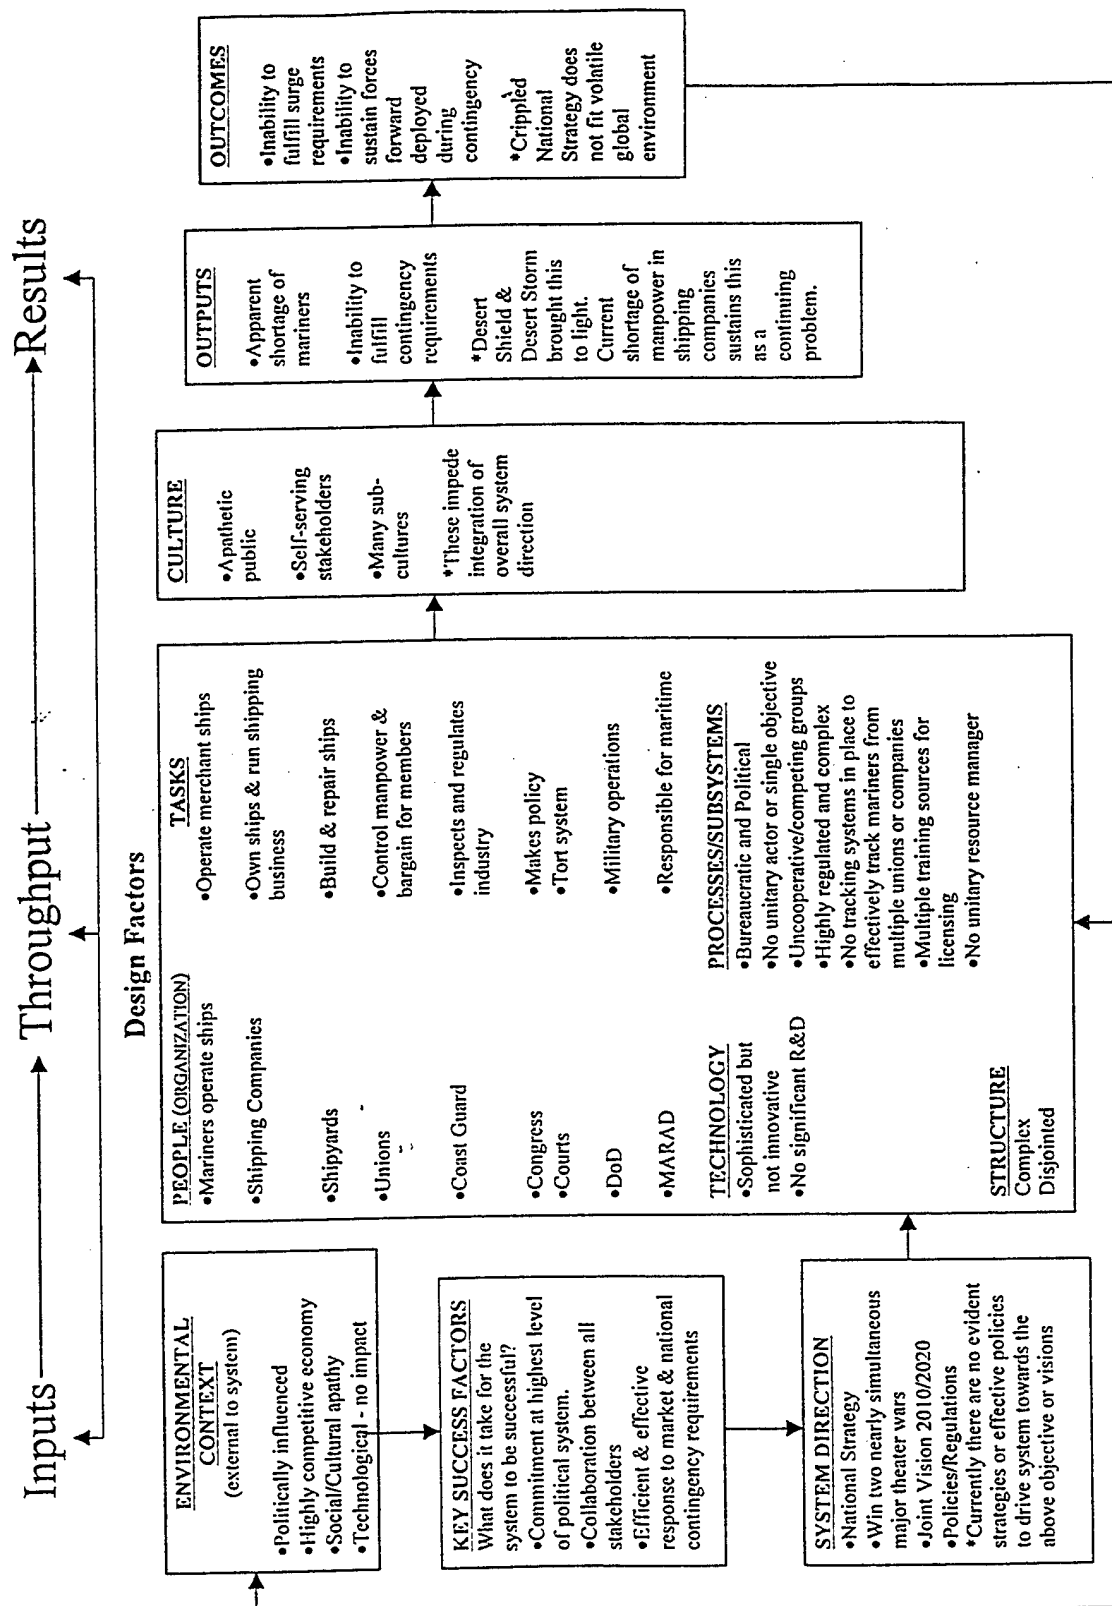 Inputs Throughput Results
Design Factors
ENVIRONMENTAL
CONTEXT
(external to system)
•Politically influenced
•Highly competitive economy
•Social/Cultural apathy
•Technological - no impact
KEY SUCCESS FACTORS
What does it take for the
system to be successful?
•Commitment at highest level
of political system.
•Collaboration between all
stakeholders
•Efficient & effective
response to market & national
contingency requirements
SYSTEM DIRECTION
•National Strategy
•Win two nearly simultaneous
major theater wars
•Joint Vision 2010/2020
•Policies/Regulations
*Currently there are no evident
strategies or effective policies
to drive system towards the
above objective or visions
PEOPLE (ORGANIZATION)
•Mariners operate ships
•Shipping Companies
•Shipyards
•Unions
•Coast Guard
•Congress
•Courts
•DoD
•MARAD
TASKS
•Operate merchant ships
•Own ships & run shipping
business
•Build & repair ships
•Control manpower &
bargain for members
•Inspects and regulates
industry
•Makes policy
•Tort system
•Military operations
•Responsible for maritime
TECHNOLOGY
•Sophisticated but
not innovative
•No significant R&D
STRUCTURE
Complex
Disjointed
PROCESSES/SUBSYSTEMS
•Bureaucratic and Political
•No unitary actor or single objective
•Uncooperative/competing groups
•Highly regulated and complex
•No tracking systems in place to
effectively track mariners from
multiple unions or companies
•Multiple training sources for
licensing
•No unitary resource manager
CULTURE
•Apathetic
public
•Self-serving
stakeholders
•Many sub-
cultures
*These impede
integration of
overall system
direction
OUTPUTS
•Apparent
shortage of
mariners
•Inability to
fulfill
contingency
requirements
*Desert
Shield &
Desert Storm
brought this
to light.
Current
shortage of
manpower in
shipping
companies
sustains this
as a
continuing
problem.
OUTCOMES
•Inability to
fulfill surge
requirements
•Inability to
sustain forces
forward
deployed
during
contingency
*Crippled
National
Strategy does
not fit volatile
global
environment